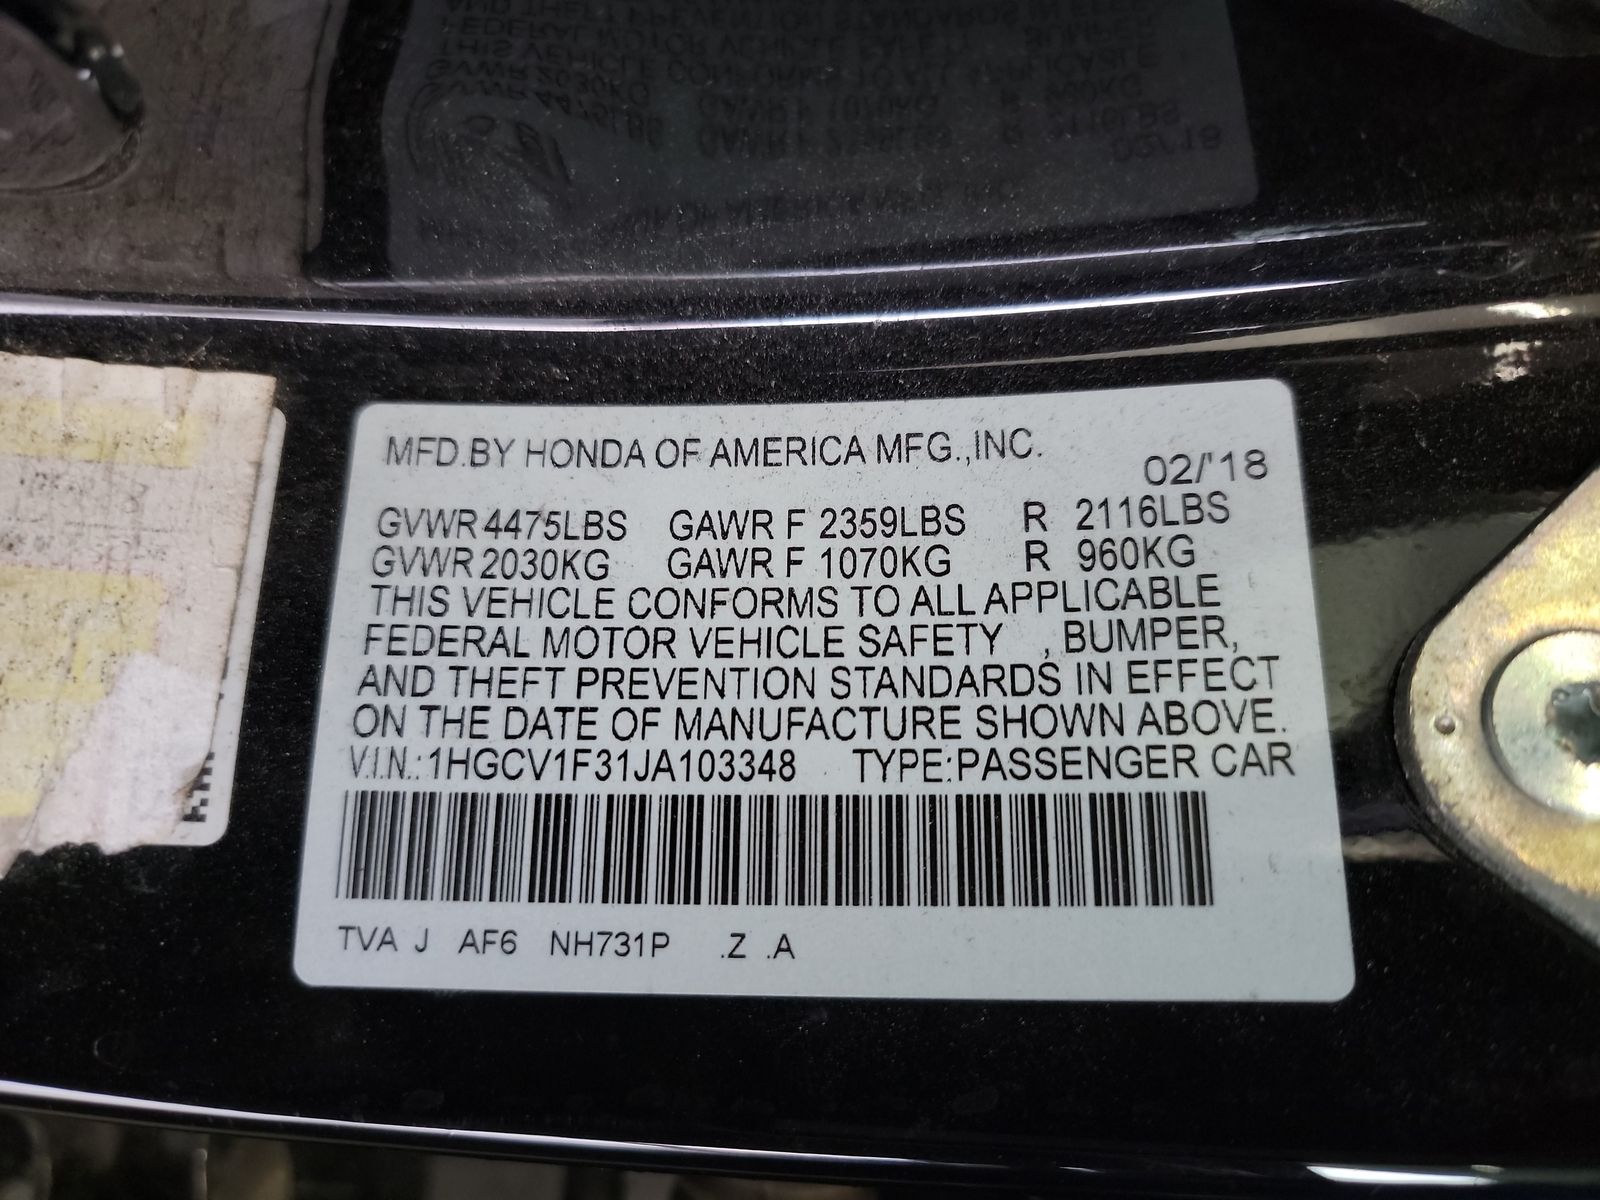 MFD.BY HONDA OF AMERICA MFG.,INC.
02/'18
GVWR 4475LBS GAWR F 2359LBS R 2116LBS
GVWR 2030KG GAWR F 1070KG R 960KG
THIS VEHICLE CONFORMS TO ALL APPLICABLE
FEDERAL MOTOR VEHICLE SAFETY , BUMPER,
AND THEFT PREVENTION STANDARDS IN EFFECT
ON THE DATE OF MANUFACTURE SHOWN ABOVE.
V.I.N.:1HGCV1F31JA103348 TYPE:PASSENGER CAR
TVA J AF6 NH731P .Z .A